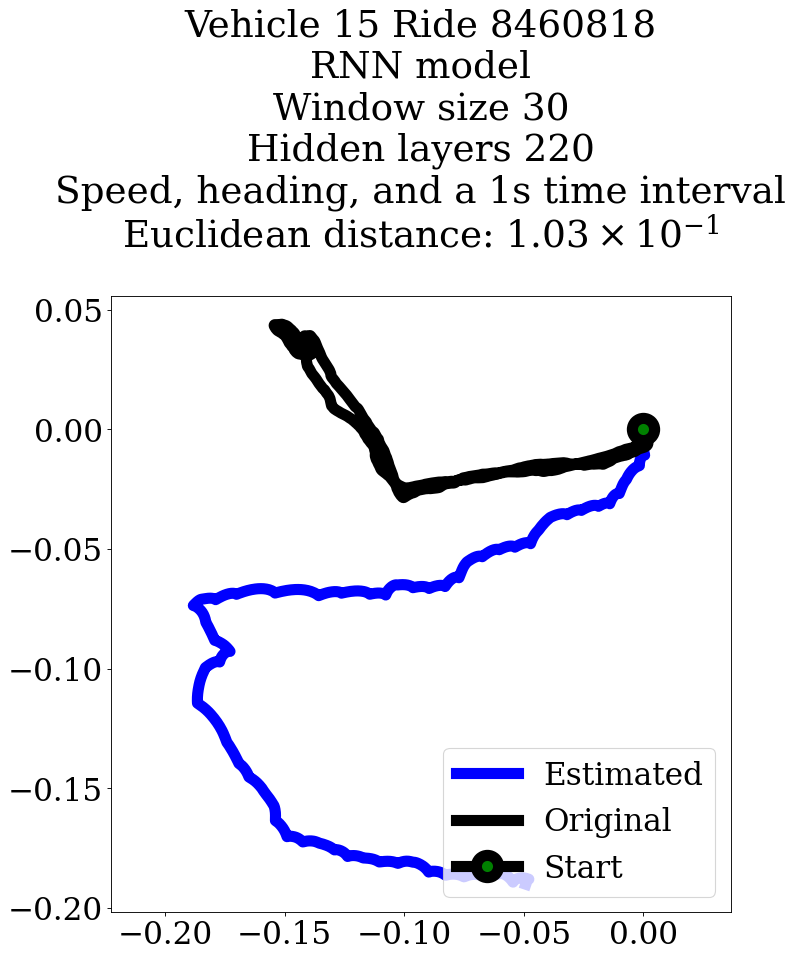 Vehicle 15 Ride 8460818
RNN model
Window size 30
Hidden layers 220
Speed, heading, and a 1s time interval
Euclidean distance: 1.03 × 10⁻¹
0.05
0.00
−0.05
−0.10
−0.15
−0.20
Estimated
Original
Start
−0.20 −0.15 −0.10 −0.05 0.00